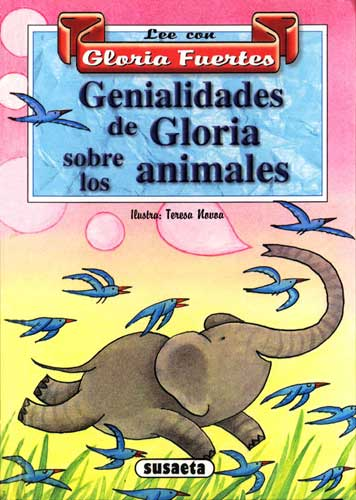 Lee con
Gloria Fuertes
Genialidades
de Gloria
sobre los animales
Ilustra: Teresa Novoa
susaeta